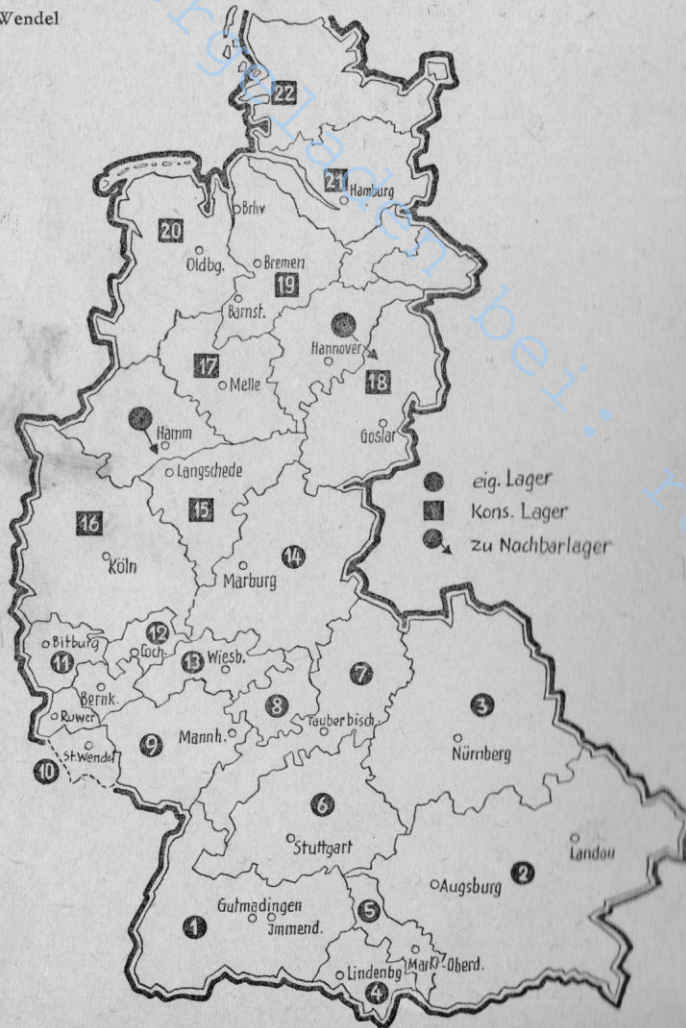 Wendel
rgeladen bei:
22
21
Hamburg
Brhv
20
Oldbg.
Bremen
19
Barnst.
Hannover
17
Melle
18
Goslar
Hamm
Langschede
eig. Lager
15
Kons. Lager
16
zu Nachbarlager
Köln
14
Marburg
12
Bitburg
Coch.
13
Wiesb.
11
7
Bernk.
8
3
Ruwer
Tauberbisch.
Mannh.
9
St.Wendel
Nürnberg
10
6
Stuttgart
Landau
2
Augsburg
Gutmadingen
5
1
Immend.
Markt-Oberd.
Lindenbg
4